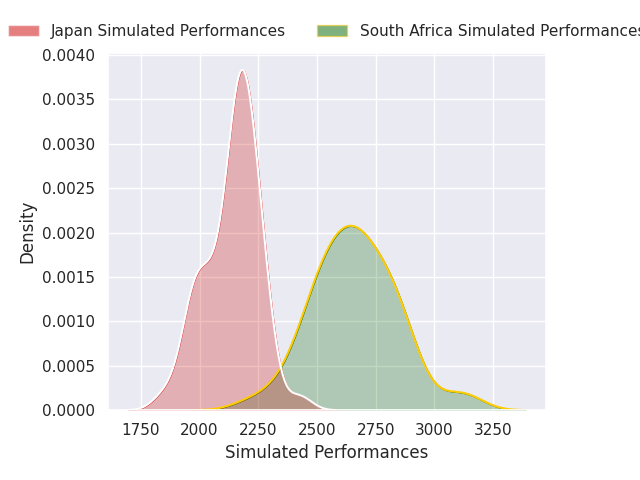 Japan Simulated Performances South Africa Simulated Performances
0.0040
0.0035
0.0030
0.0025
0.0020
0.0015
0.0010
0.0005
0.0000
Density
1750 2000 2250 2500 2750 3000 3250
Simulated Performances